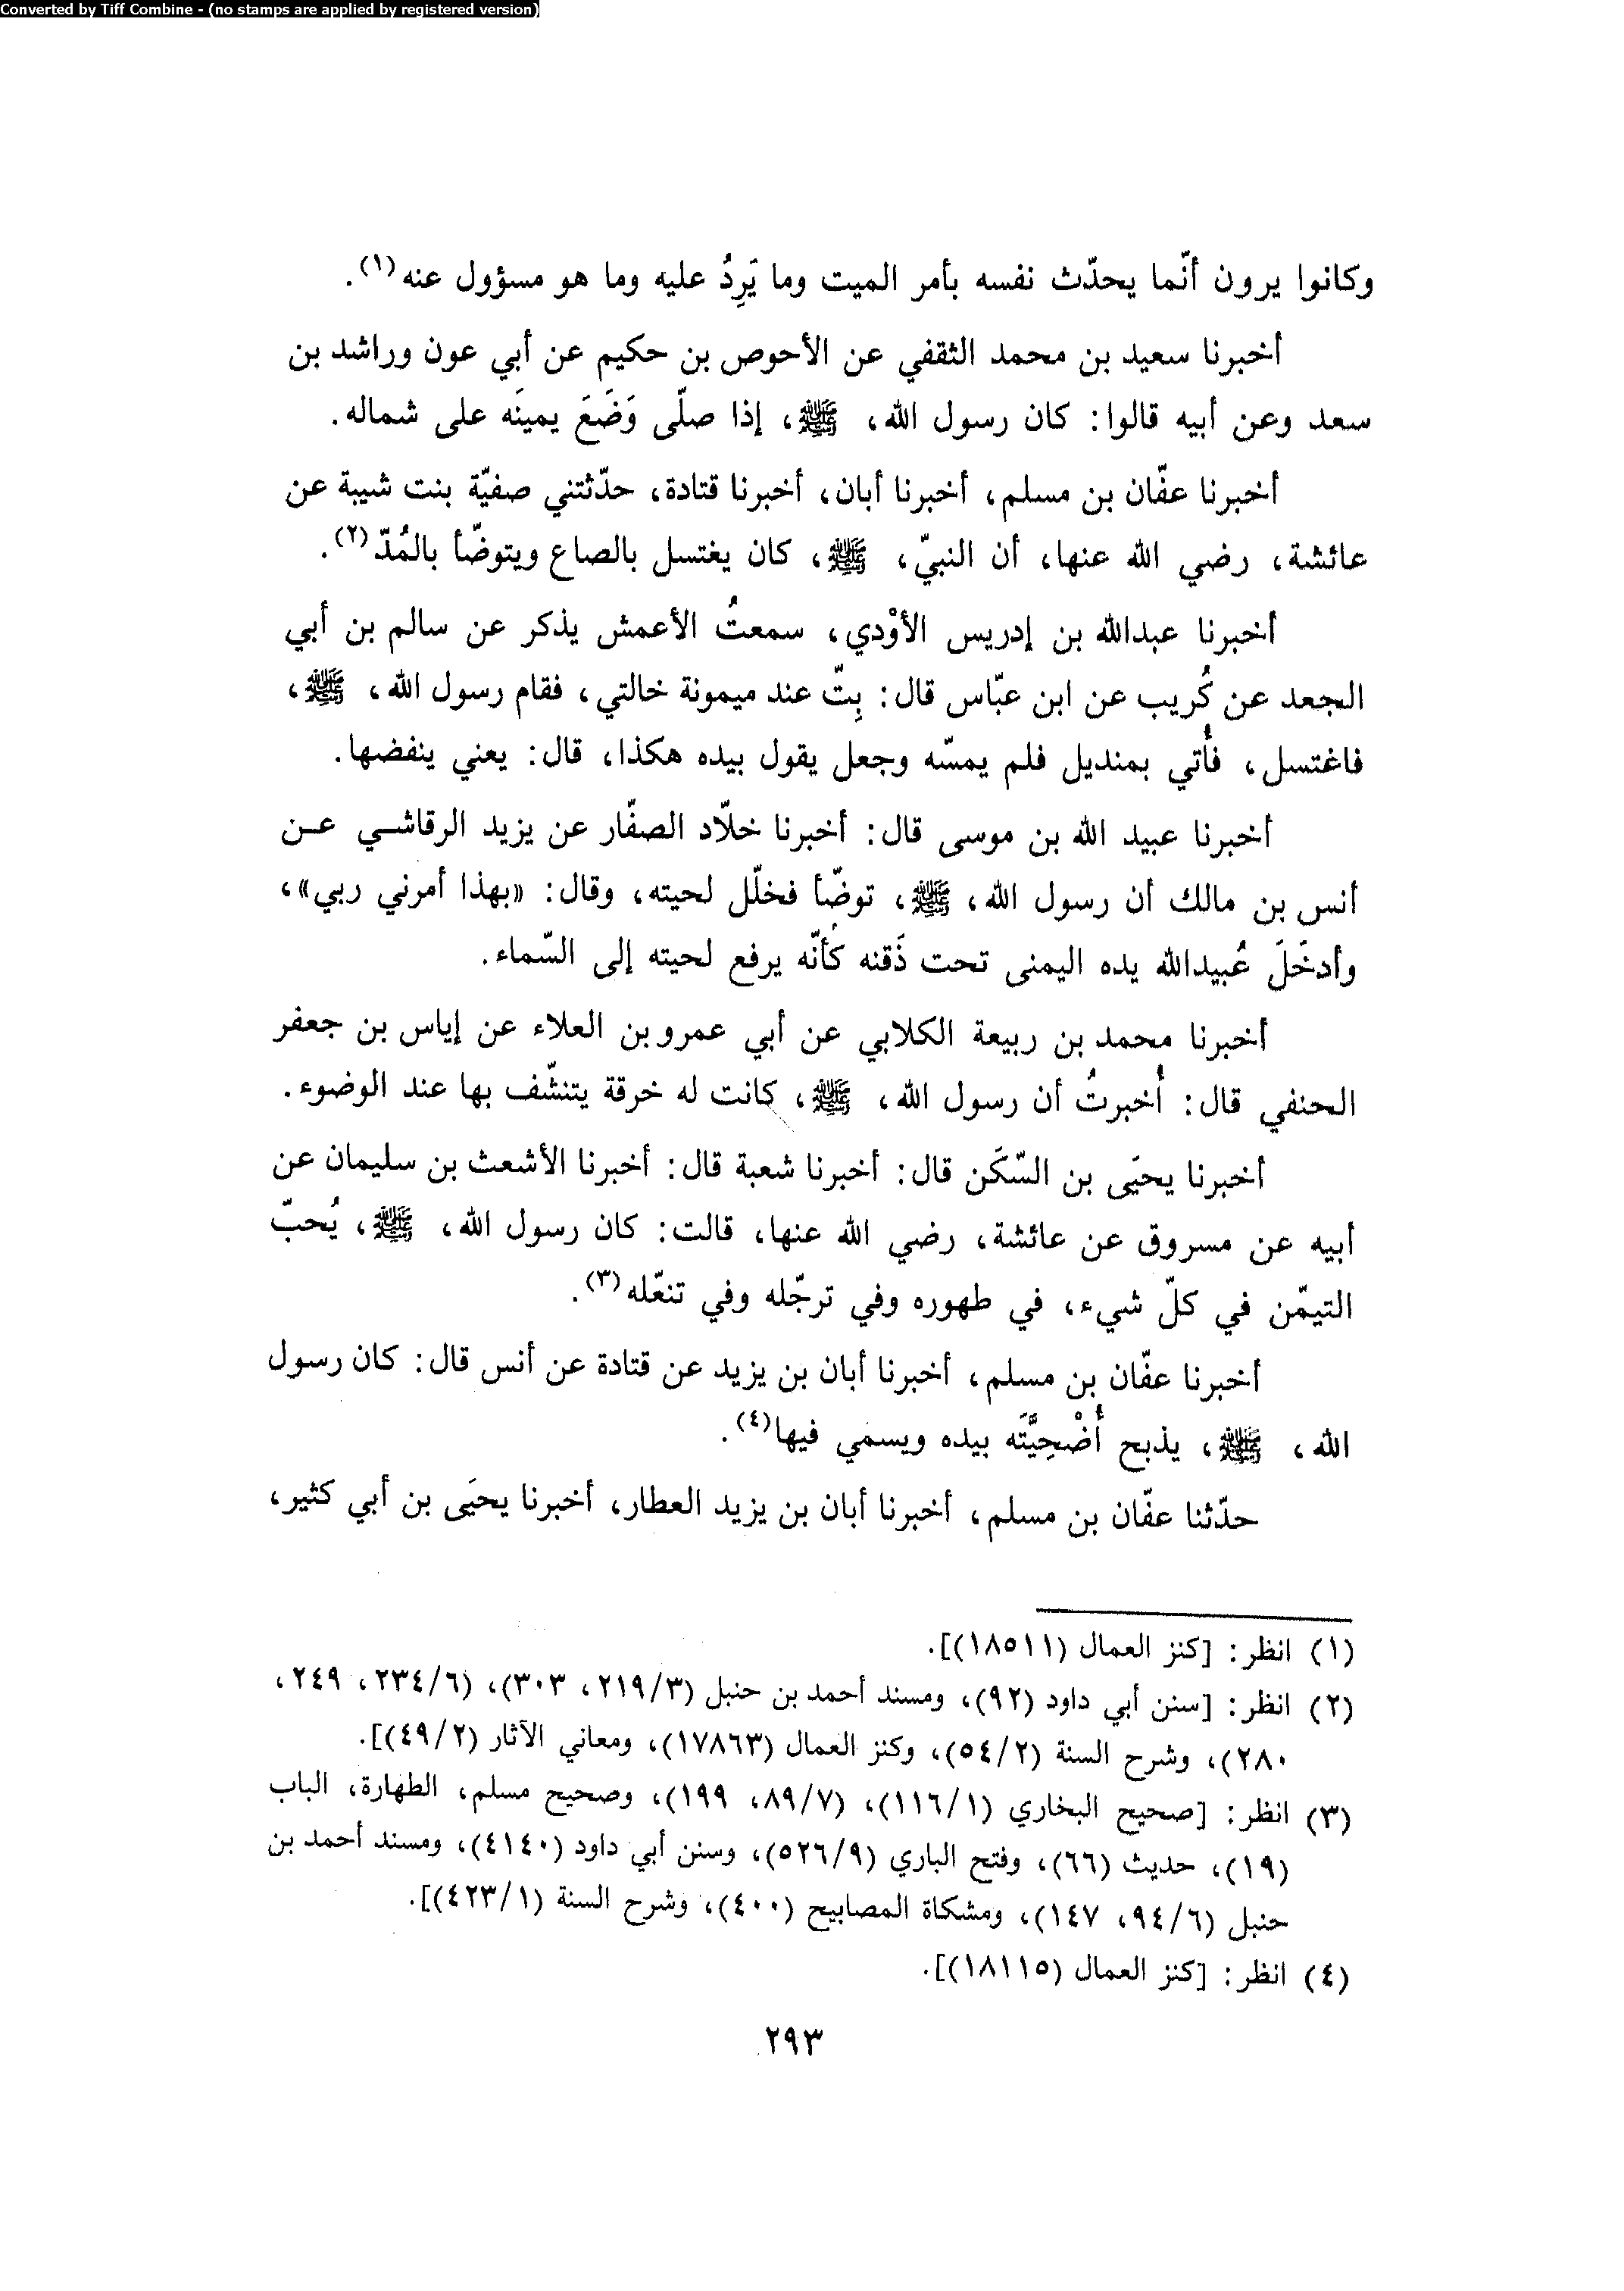 Converted by Tiff Combine - (no stamps are applied by registered version)
وكانوا يرون أنّما يحدّث نفسه بأمر الميت وما يَرِدُ عليه وما هو مسؤول عنه(١).
أخبرنا سعيد بن محمد الثقفي عن الأحوص بن حكيم عن أبي عون وراشد بن
سعد وعن أبيه قالوا: كان رسول الله، ﷺ، إذا صلّى وَضَعَ يمينَه على شماله.
أخبرنا عفّان بن مسلم، أخبرنا أبان، أخبرنا قتادة، حدّثتني صفيّة بنت شيبة عن
عائشة، رضي الله عنها، أن النبيّ، ﷺ، كان يغتسل بالصاع ويتوضّأ بالمُدّ(٢).
أخبرنا عبدالله بن إدريس الأوْدي، سمعتُ الأعمش يذكر عن سالم بن أبي
الجعد عن كُريب عن ابن عبّاس قال: بِتّ عند ميمونة خالتي، فقام رسول الله، ﷺ،
فاغتسل، فأُتي بمنديل فلم يمسّه وجعل يقول بيده هكذا، قال: يعني ينفضها.
أخبرنا عبيد الله بن موسى قال: أخبرنا خلّاد الصفّار عن يزيد الرقاشي عن
أنس بن مالك أن رسول الله، ﷺ، توضّأ فخلّل لحيته، وقال: «بهذا أمرني ربي»،
وأدخَلَ عُبيدالله يده اليمنى تحت ذَقنه كأنّه يرفع لحيته إلى السّماء.
أخبرنا محمد بن ربيعة الكلابي عن أبي عمرو بن العلاء عن إياس بن جعفر
الحنفي قال: أُخبرتُ أن رسول الله، ﷺ، كانت له خرقة يتنشّف بها عند الوضوء.
أخبرنا يحيَى بن السّكَن قال: أخبرنا شعبة قال: أخبرنا الأشعث بن سليمان عن
أبيه عن مسروق عن عائشة، رضي الله عنها، قالت: كان رسول الله، ﷺ، يُحبّ
التيمّن في كلّ شيء، في طهوره وفي ترجّله وفي تنعّله(٣).
أخبرنا عفّان بن مسلم، أخبرنا أبان بن يزيد عن قتادة عن أنس قال: كان رسول
الله، ﷺ، يذبح أُضْحِيَّتَه بيده ويسمي فيها(٤).
حدّثنا عفّان بن مسلم، أخبرنا أبان بن يزيد العطار، أخبرنا يحيَى بن أبي كثير،
(١) انظر: [كنز العمال (١٨٥١١)].
(٢) انظر: [سنن أبي داود (٩٢)، ومسند أحمد بن حنبل (٢١٩/٣، ٣٠٣)، (٢٣٤/٦، ٢٤٩،
٢٨٠)، وشرح السنة (٥٤/٢)، وكنز العمال (١٧٨٦٣)، ومعاني الآثار (٤٩/٢)].
(٣) انظر: [صحيح البخاري (١١٦/١)، (٨٩/٧، ١٩٩)، وصحيح مسلم، الطهارة، الباب
(١٩)، حديث (٦٦)، وفتح الباري (٥٢٦/٩)، وسنن أبي داود (٤١٤٠)، ومسند أحمد بن
حنبل (٩٤/٦، ١٤٧)، ومشكاة المصابيح (٤٠٠)، وشرح السنة (٤٢٣/١)].
(٤) انظر: [كنز العمال (١٨١١٥)].
٢٩٣